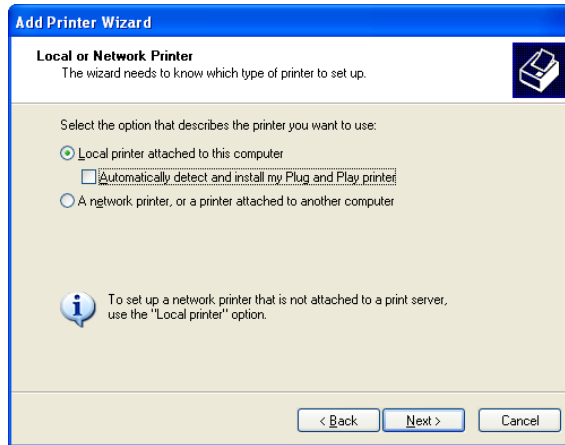 Add Printer Wizard
Local or Network Printer
The wizard needs to know which type of printer to set up.
Select the option that describes the printer you want to use:
Local printer attached to this computer
Automatically detect and install my Plug and Play printer
A network printer, or a printer attached to another computer
To set up a network printer that is not attached to a print server,
use the "Local printer" option.
< Back
Next >
Cancel